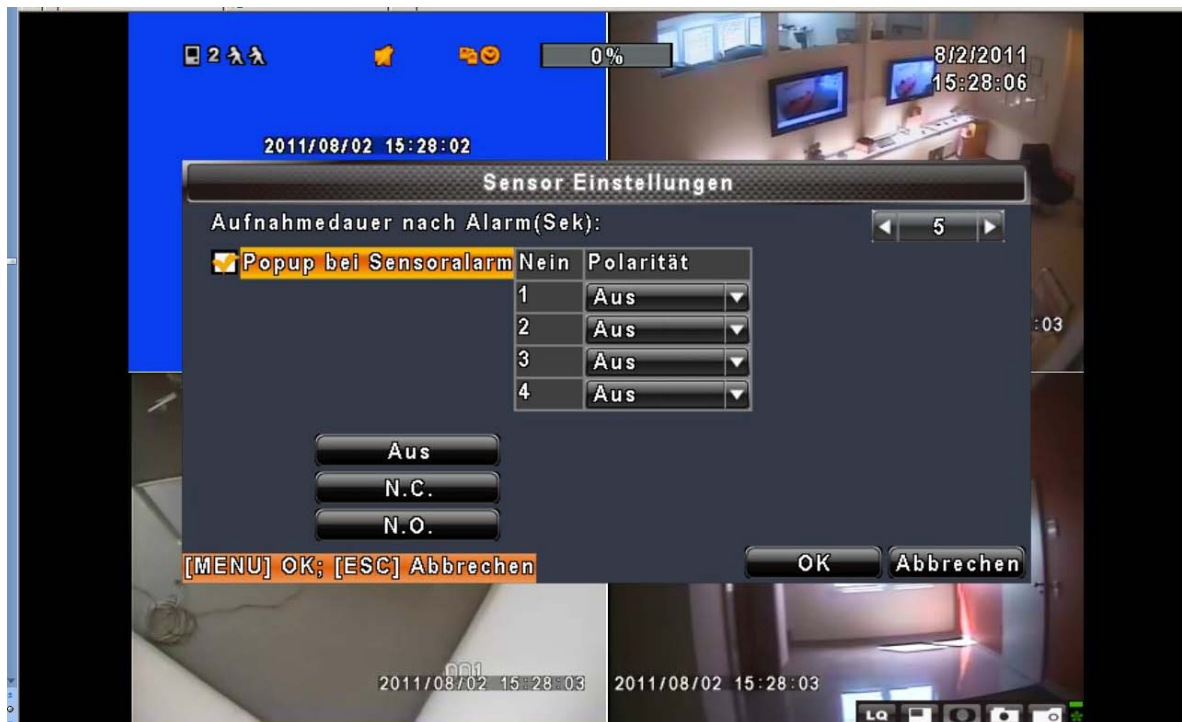 2
0%
8/2/2011
15:28:06
2011/08/02 15:28:02
Sensor Einstellungen
Aufnahmedauer nach Alarm(Sek):
5
Popup bei Sensoralarm
Nein Polarität
1 Aus
2 Aus
:03
3 Aus
4 Aus
Aus
N.C.
N.O.
[MENU] OK; [ESC] Abbrechen
OK
Abbrechen
001
2011/08/02 15:28:03
2011/08/02 15:28:03
LQ